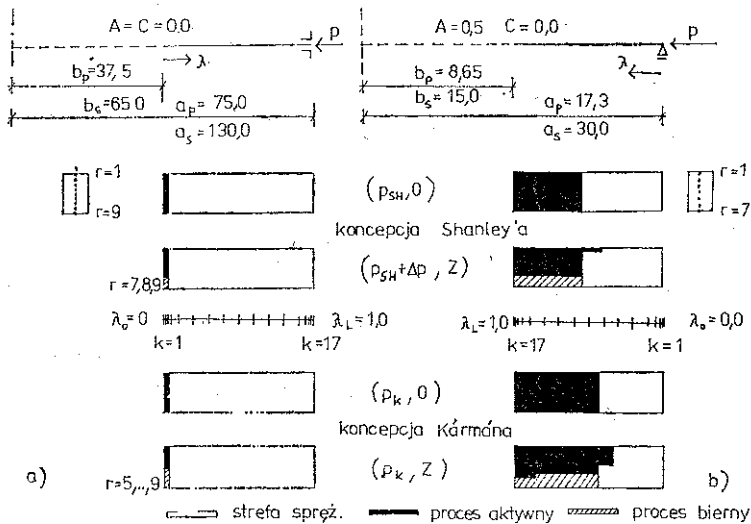 A = C = 0.0
p
λ
b_p = 37,5
b_s = 65.0
a_p = 75,0
a_s = 130,0
A = 0,5 C = 0,0
p
λ
b_p = 8,65
b_s = 15,0
a_p = 17,3
a_s = 30,0
r = 1
r = 9
(p_SH, 0)
r = 1
r = 7
koncepcja Shanley'a
r = 7,8,9
(p_SH + Δp, Z)
λ_o = 0
λ_L = 1,0
λ_L = 1,0
λ_o = 0,0
k = 1
k = 17
k = 17
k = 1
(p_k, 0)
koncepcja Kármána
a)
r = 5,...,9
(p_k, Z)
b)
strefa spręż.
proces aktywny
proces bierny